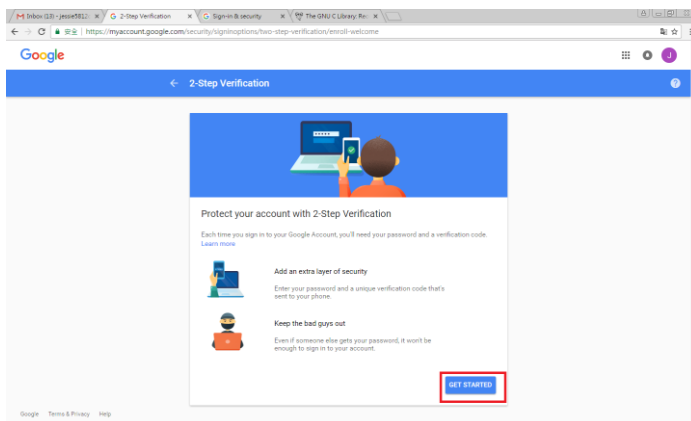 Inbox (13) - jessie5812
2-Step Verification
Sign-in & security
The GNU C Library: Rec
安全 | https://myaccount.google.com/security/signinoptions/two-step-verification/enroll-welcome
Google
J
2-Step Verification
Protect your account with 2-Step Verification
Each time you sign in to your Google Account, you'll need your password and a verification code.
Learn more
Add an extra layer of security
Enter your password and a unique verification code that's
sent to your phone.
Keep the bad guys out
Even if someone else gets your password, it won't be
enough to sign in to your account.
GET STARTED
Google Terms & Privacy Help